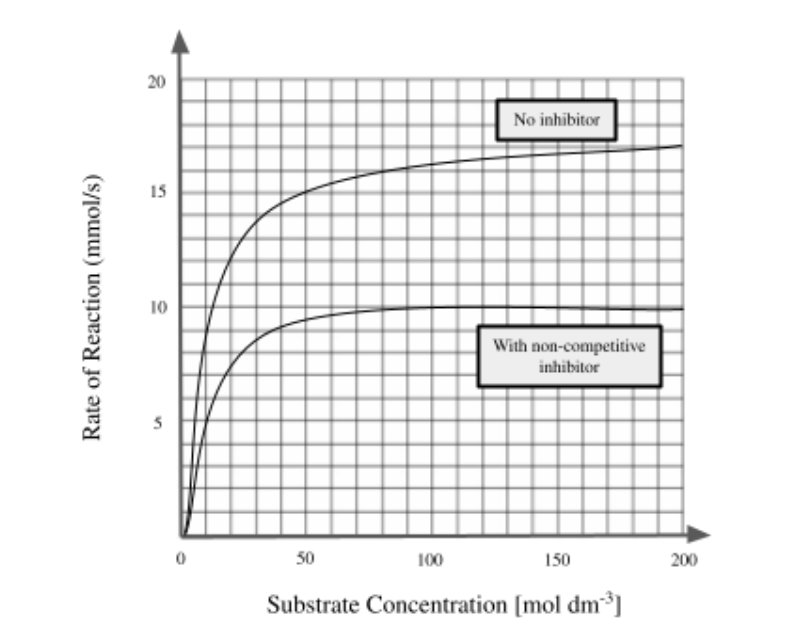 20
No inhibitor
15
Rate of Reaction (mmol/s)
10
With non-competitive
inhibitor
5
0 50 100 150 200
Substrate Concentration [mol dm⁻³]